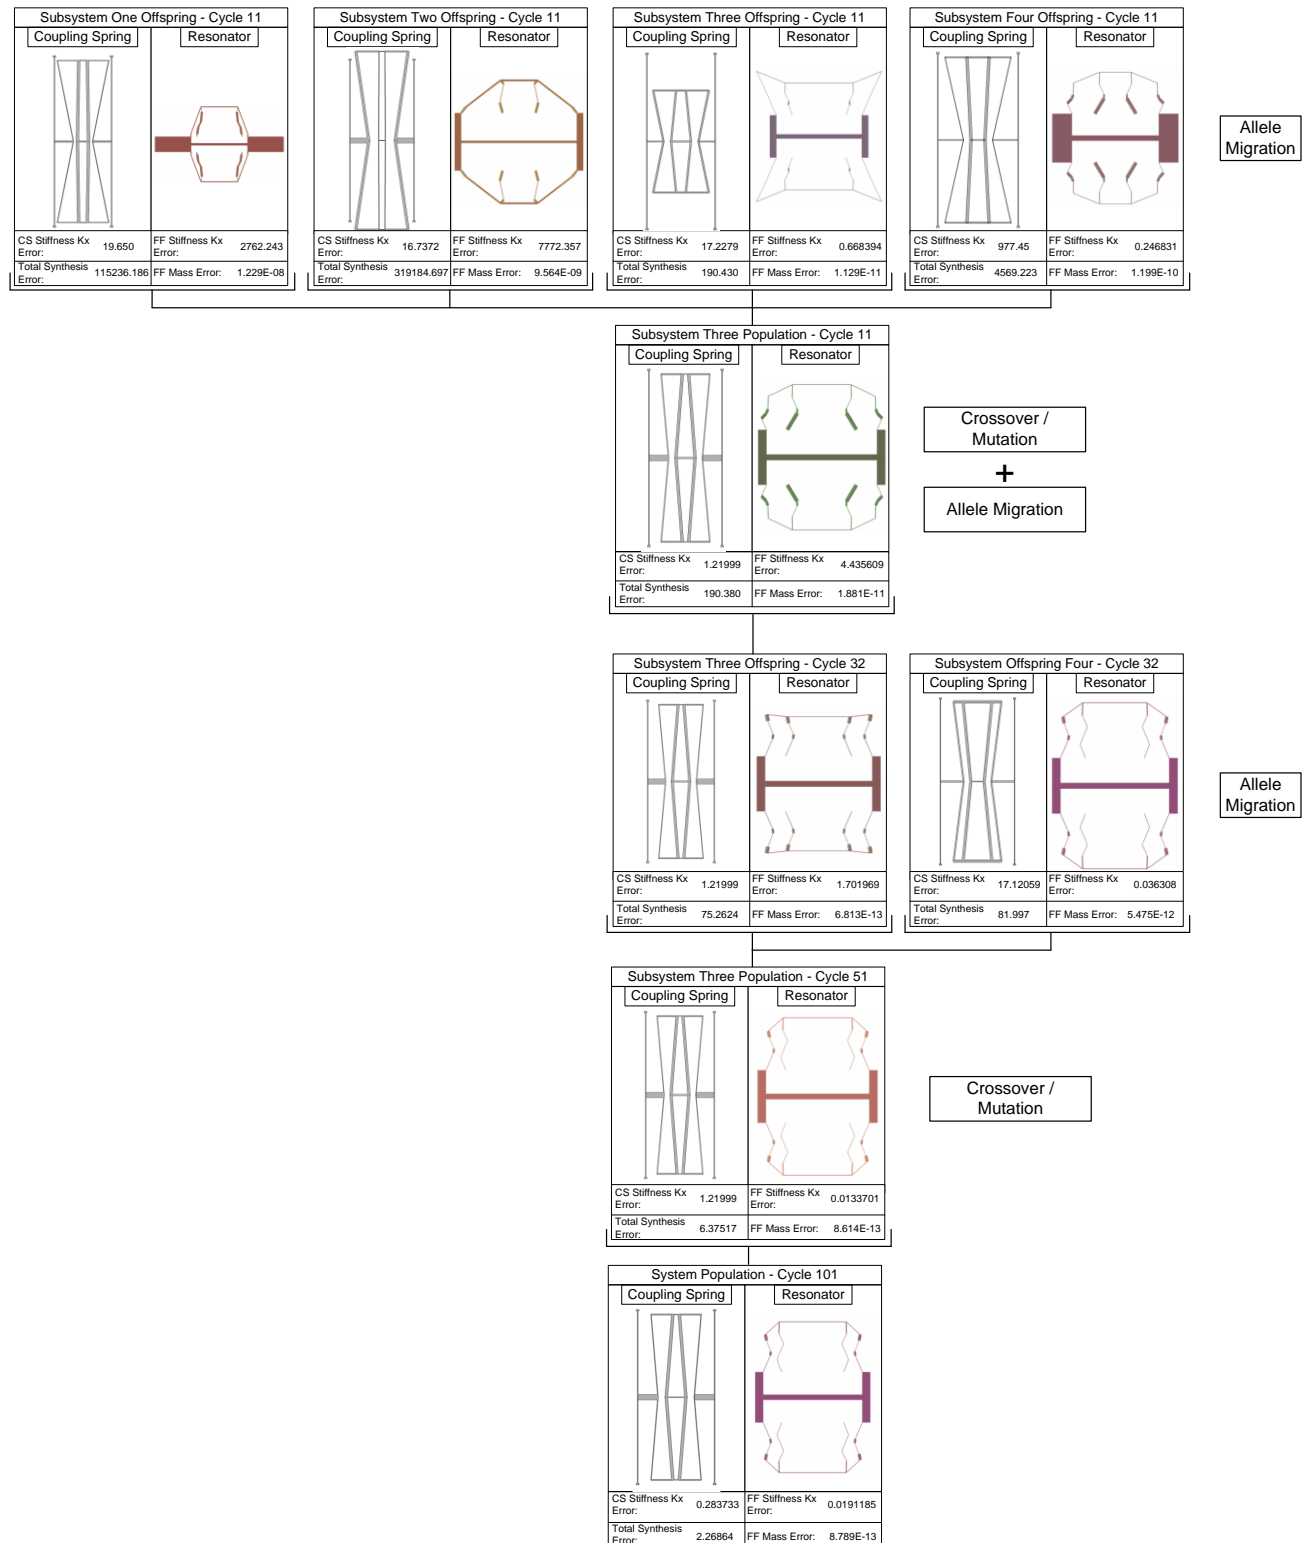 Subsystem One Offspring - Cycle 11
Coupling Spring
Resonator
CS Stiffness Kx
Error:
19.650
FF Stiffness Kx
Error:
2762.243
Total Synthesis
Error:
115236.186
FF Mass Error:
1.229E-08
Subsystem Two Offspring - Cycle 11
Coupling Spring
Resonator
CS Stiffness Kx
Error:
16.7372
FF Stiffness Kx
Error:
7772.357
Total Synthesis
Error:
319184.697
FF Mass Error:
9.564E-09
Subsystem Three Offspring - Cycle 11
Coupling Spring
Resonator
CS Stiffness Kx
Error:
17.2279
FF Stiffness Kx
Error:
0.668394
Total Synthesis
Error:
190.430
FF Mass Error:
1.129E-11
Subsystem Four Offspring - Cycle 11
Coupling Spring
Resonator
CS Stiffness Kx
Error:
977.45
FF Stiffness Kx
Error:
0.246831
Total Synthesis
Error:
4569.223
FF Mass Error:
1.199E-10
Allele
Migration
Subsystem Three Population - Cycle 11
Coupling Spring
Resonator
CS Stiffness Kx
Error:
1.21999
FF Stiffness Kx
Error:
4.435609
Total Synthesis
Error:
190.380
FF Mass Error:
1.881E-11
Crossover /
Mutation
+
Allele Migration
Subsystem Three Offspring - Cycle 32
Coupling Spring
Resonator
CS Stiffness Kx
Error:
1.21999
FF Stiffness Kx
Error:
1.701969
Total Synthesis
Error:
75.2624
FF Mass Error:
6.813E-13
Subsystem Offspring Four - Cycle 32
Coupling Spring
Resonator
CS Stiffness Kx
Error:
17.12059
FF Stiffness Kx
Error:
0.036308
Total Synthesis
Error:
81.997
FF Mass Error:
5.475E-12
Allele
Migration
Subsystem Three Population - Cycle 51
Coupling Spring
Resonator
CS Stiffness Kx
Error:
1.21999
FF Stiffness Kx
Error:
0.0133701
Total Synthesis
Error:
6.37517
FF Mass Error:
8.614E-13
Crossover /
Mutation
System Population - Cycle 101
Coupling Spring
Resonator
CS Stiffness Kx
Error:
0.283733
FF Stiffness Kx
Error:
0.0191185
Total Synthesis
Error:
2.26864
FF Mass Error:
8.789E-13